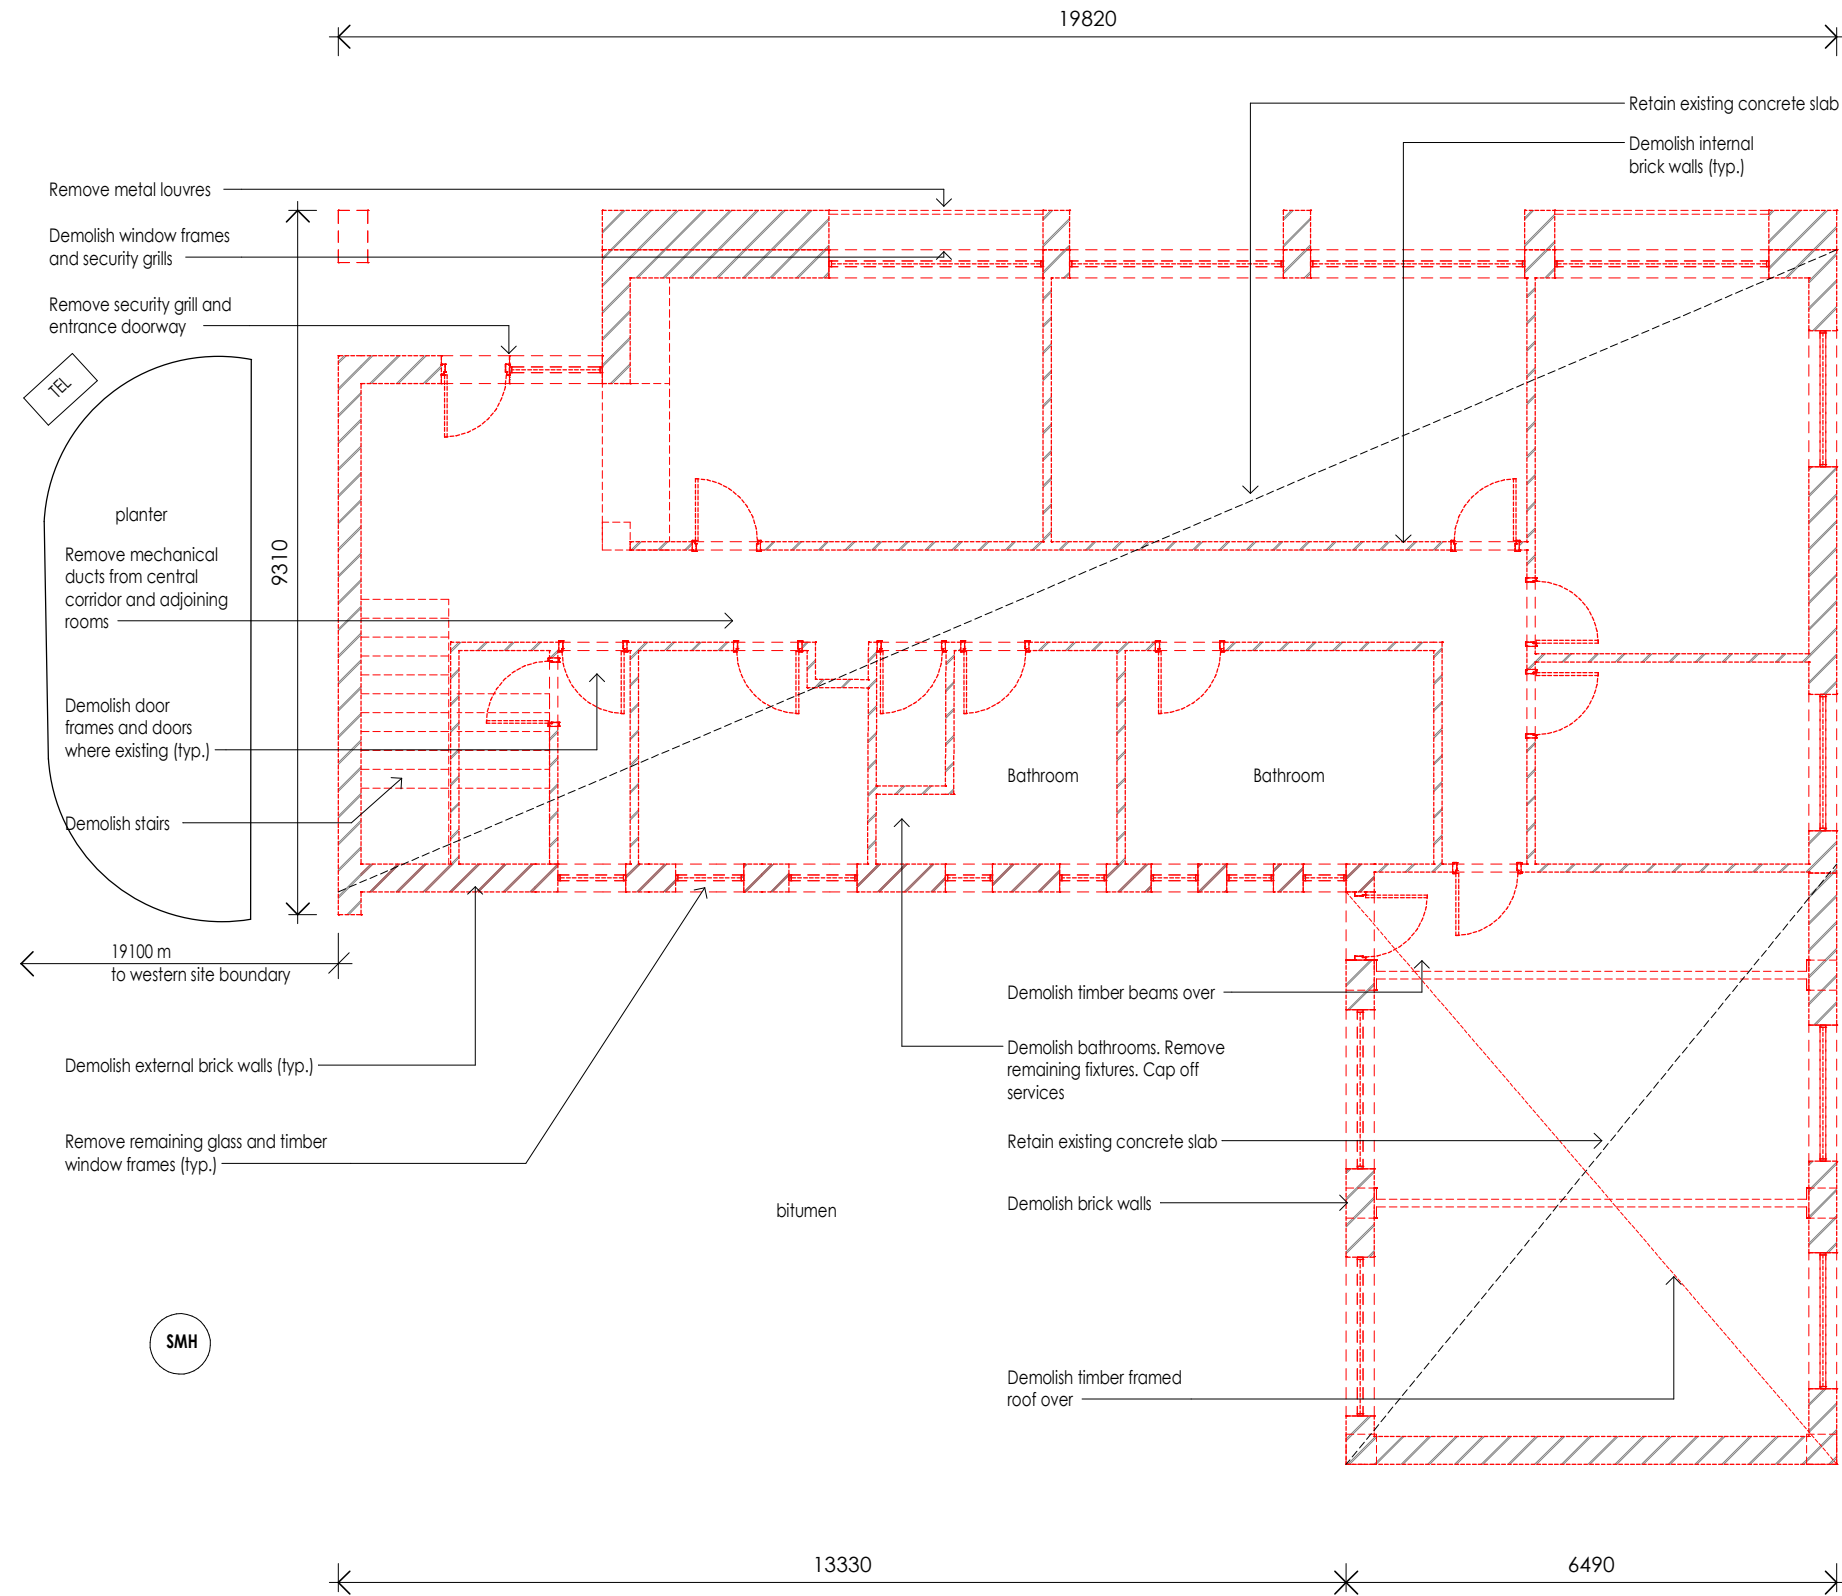 19820
Retain existing concrete slab
Demolish internal
brick walls (typ.)
Remove metal louvres
Demolish window frames
and security grills
Remove security grill and
entrance doorway
TEL
planter
9310
Remove mechanical
ducts from central
corridor and adjoining
rooms
Demolish door
frames and doors
where existing (typ.)
Demolish stairs
Bathroom
Bathroom
19100 m
to western site boundary
Demolish timber beams over
Demolish external brick walls (typ.)
Demolish bathrooms. Remove
remaining fixtures. Cap off
services
Remove remaining glass and timber
window frames (typ.)
Retain existing concrete slab
Demolish brick walls
bitumen
SMH
Demolish timber framed
roof over
13330
6490